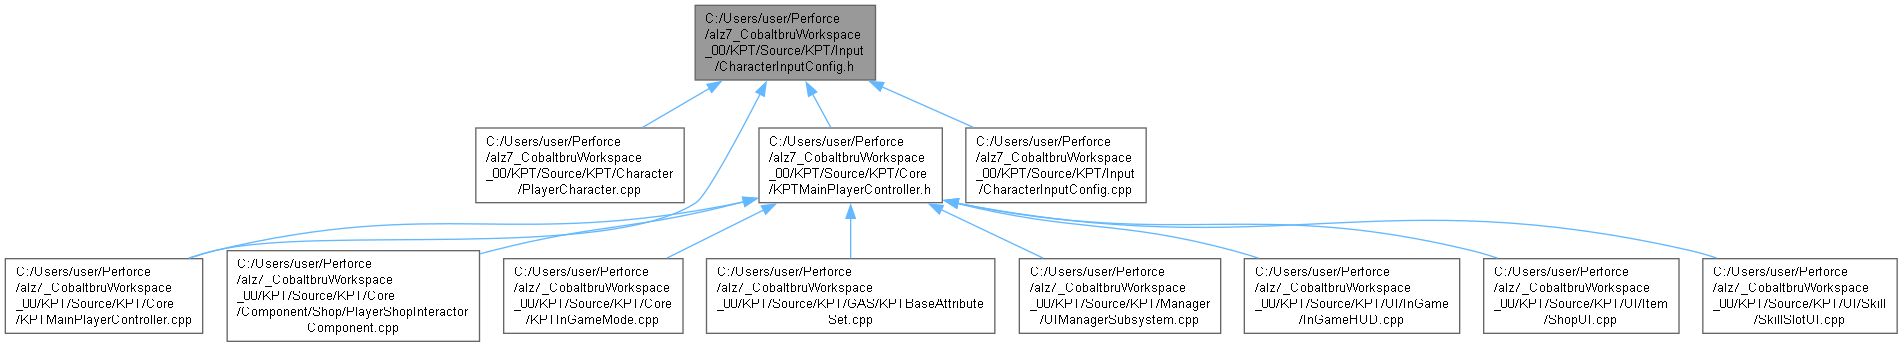 C:/Users/user/Perforce
/alz7_CobaltbruWorkspace
_00/KPT/Source/KPT/Input
/CharacterInputConfig.h
C:/Users/user/Perforce
/alz7_CobaltbruWorkspace
_00/KPT/Source/KPT/Character
/PlayerCharacter.cpp
C:/Users/user/Perforce
/alz7_CobaltbruWorkspace
_00/KPT/Source/KPT/Core
/KPTMainPlayerController.h
C:/Users/user/Perforce
/alz7_CobaltbruWorkspace
_00/KPT/Source/KPT/Input
/CharacterInputConfig.cpp
C:/Users/user/Perforce
/alz7_CobaltbruWorkspace
_00/KPT/Source/KPT/Core
/KPTMainPlayerController.cpp
C:/Users/user/Perforce
/alz7_CobaltbruWorkspace
_00/KPT/Source/KPT/Core
/Component/Shop/PlayerShopInteractor
Component.cpp
C:/Users/user/Perforce
/alz7_CobaltbruWorkspace
_00/KPT/Source/KPT/Core
/KPTInGameMode.cpp
C:/Users/user/Perforce
/alz7_CobaltbruWorkspace
_00/KPT/Source/KPT/GAS/KPTBaseAttribute
Set.cpp
C:/Users/user/Perforce
/alz7_CobaltbruWorkspace
_00/KPT/Source/KPT/Manager
/UIManagerSubsystem.cpp
C:/Users/user/Perforce
/alz7_CobaltbruWorkspace
_00/KPT/Source/KPT/UI/InGame
/InGameHUD.cpp
C:/Users/user/Perforce
/alz7_CobaltbruWorkspace
_00/KPT/Source/KPT/UI/Item
/ShopUI.cpp
C:/Users/user/Perforce
/alz7_CobaltbruWorkspace
_00/KPT/Source/KPT/UI/Skill
/SkillSlotUI.cpp